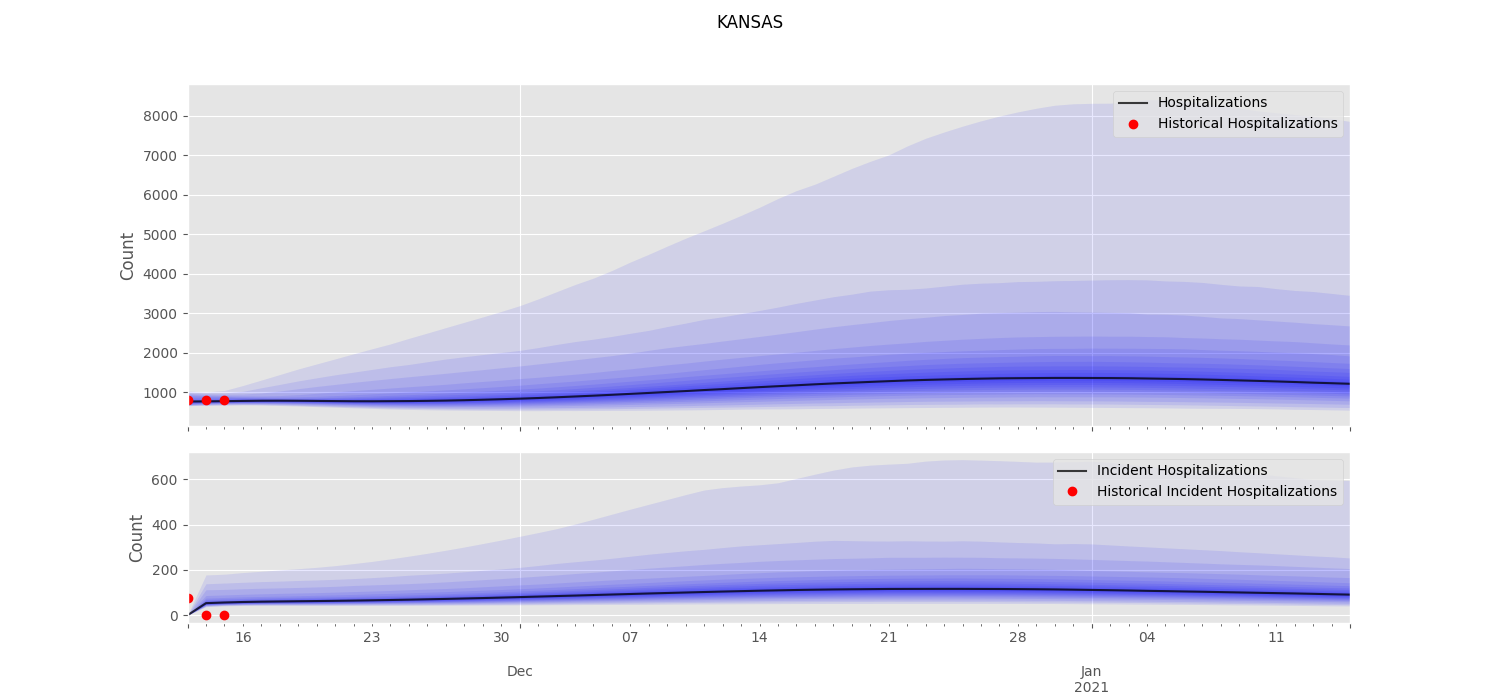 KANSAS
Hospitalizations
Historical Hospitalizations
8000
7000
6000
5000
4000
3000
2000
1000
Count
Incident Hospitalizations
Historical Incident Hospitalizations
600
400
200
0
Count
16 23 30 07 14 21 28 04 11
Dec Jan
2021